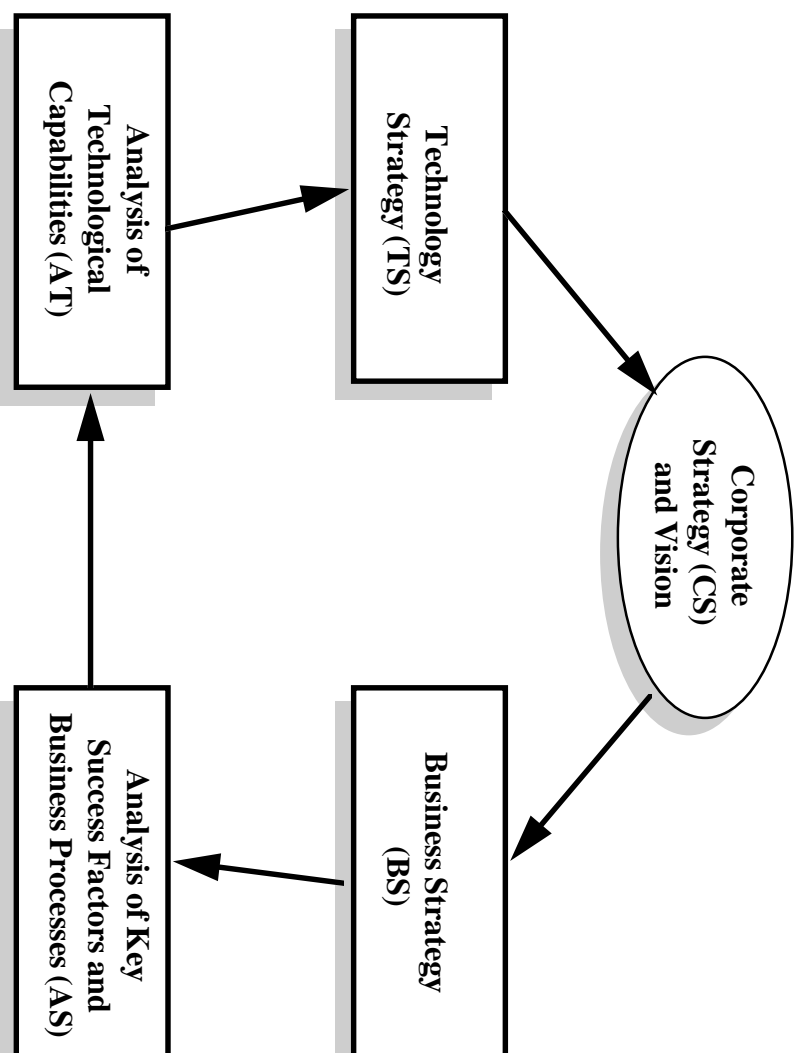 Corporate
Strategy (CS)
and Vision
Technology
Strategy (TS)
Business Strategy
(BS)
Analysis of
Technological
Capabilities (AT)
Analysis of Key
Success Factors and
Business Processes (AS)